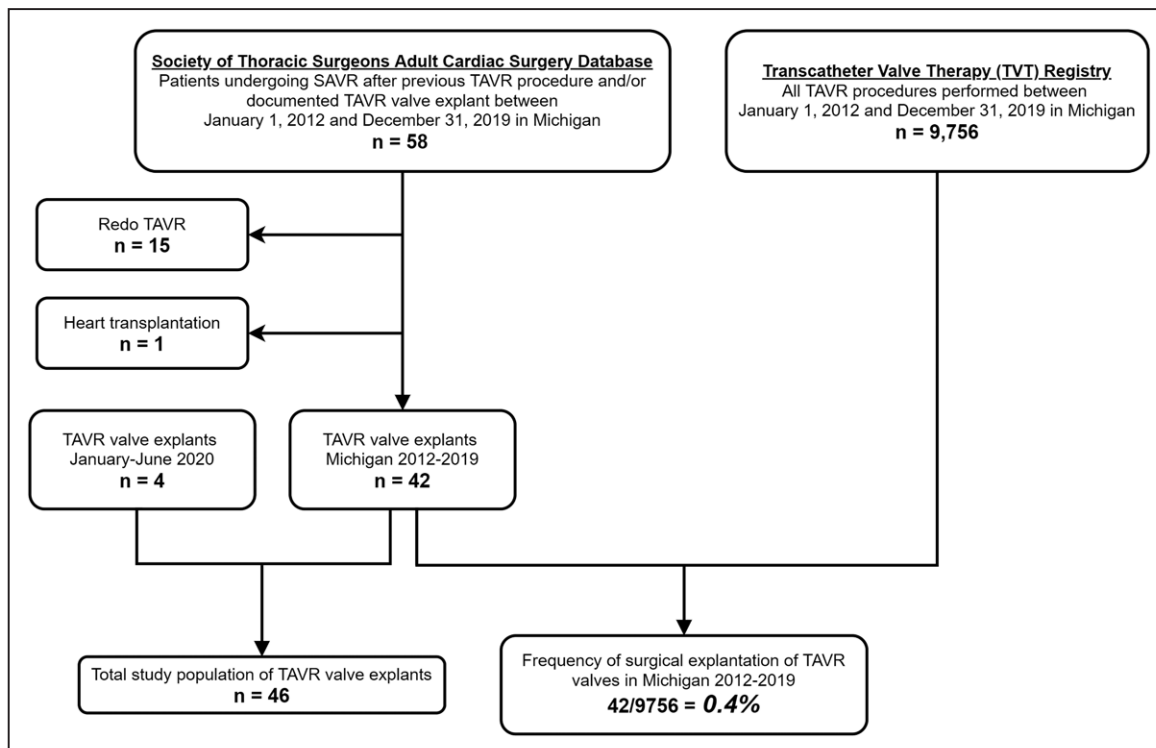 Society of Thoracic Surgeons Adult Cardiac Surgery Database
Patients undergoing SAVR after previous TAVR procedure and/or
documented TAVR valve explant between
January 1, 2012 and December 31, 2019 in Michigan
n = 58
Transcatheter Valve Therapy (TVT) Registry
All TAVR procedures performed between
January 1, 2012 and December 31, 2019 in Michigan
n = 9,756
Redo TAVR
n = 15
Heart transplantation
n = 1
TAVR valve explants
January-June 2020
n = 4
TAVR valve explants
Michigan 2012-2019
n = 42
Total study population of TAVR valve explants
n = 46
Frequency of surgical explantation of TAVR
valves in Michigan 2012-2019
42/9756 = 0.4%